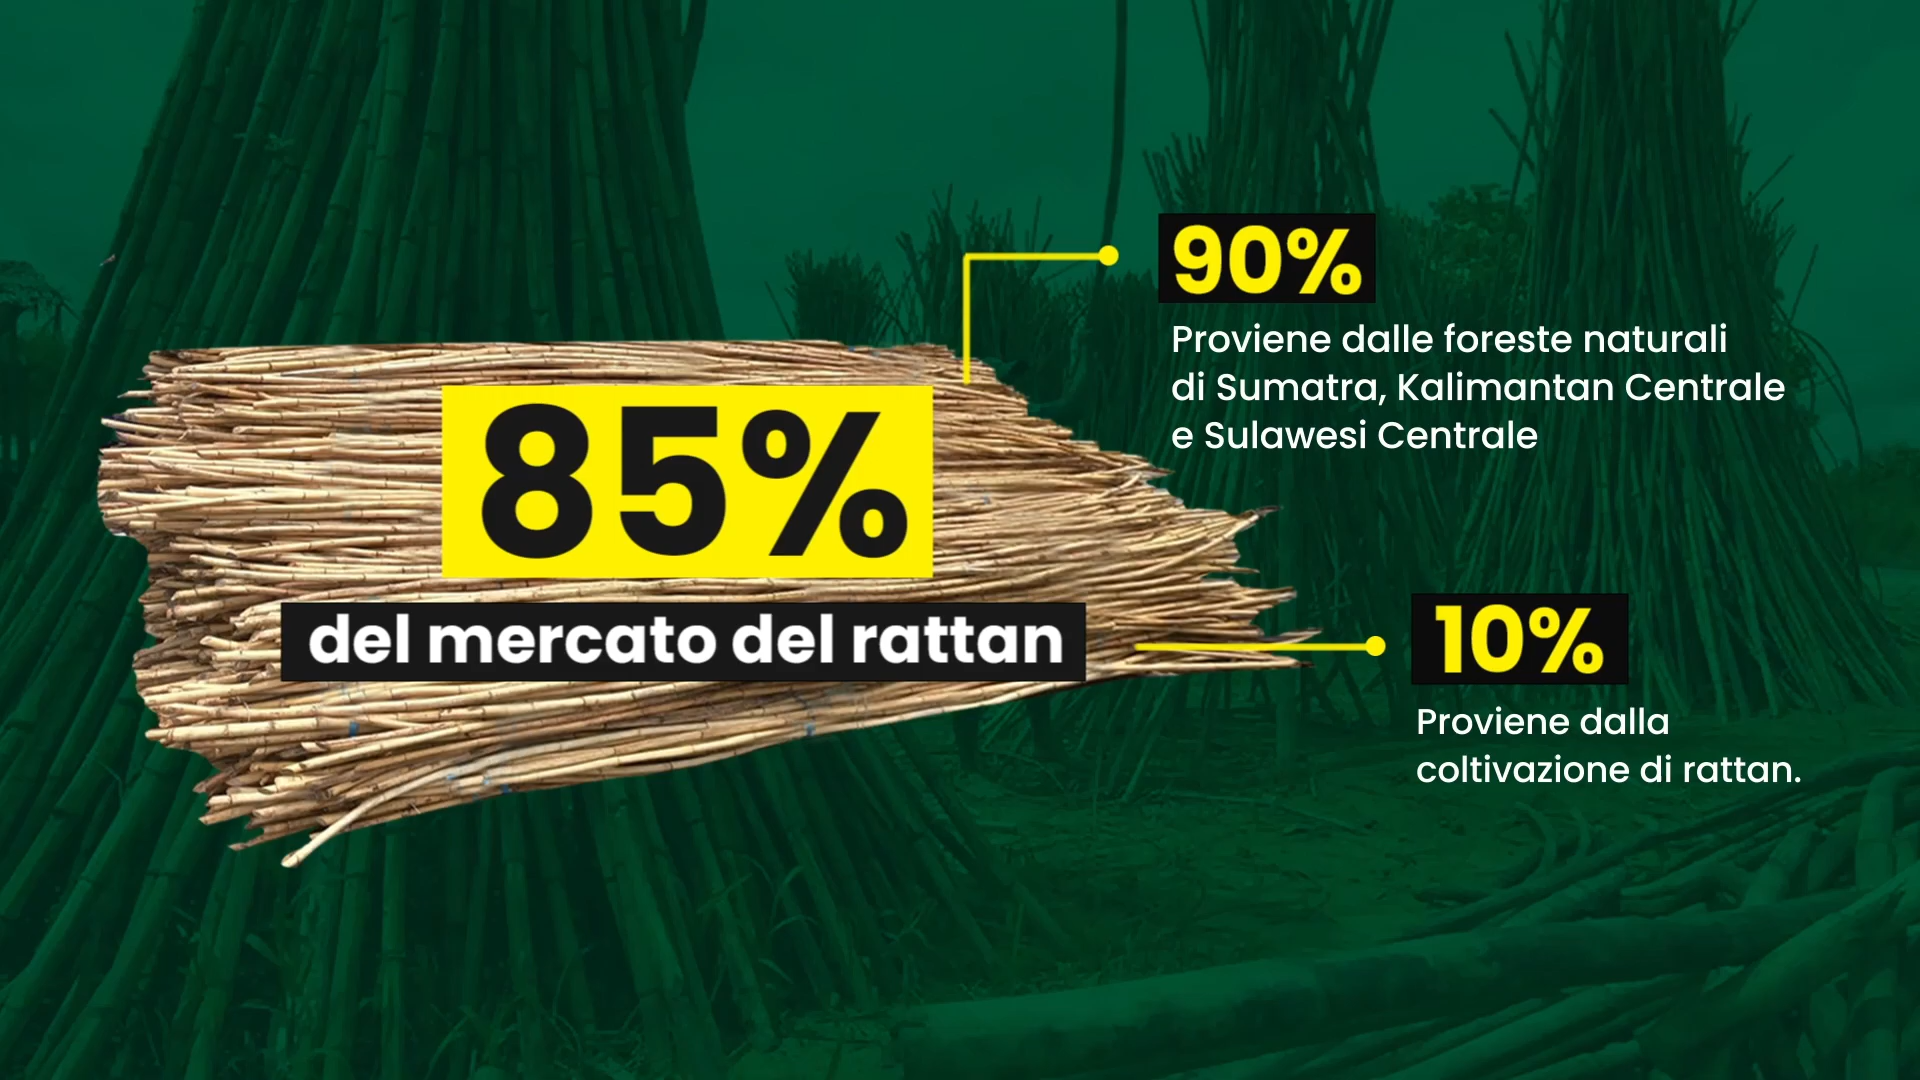 85%
del mercato del rattan
90%
Proviene dalle foreste naturali
di Sumatra, Kalimantan Centrale
e Sulawesi Centrale
10%
Proviene dalla
coltivazione di rattan.